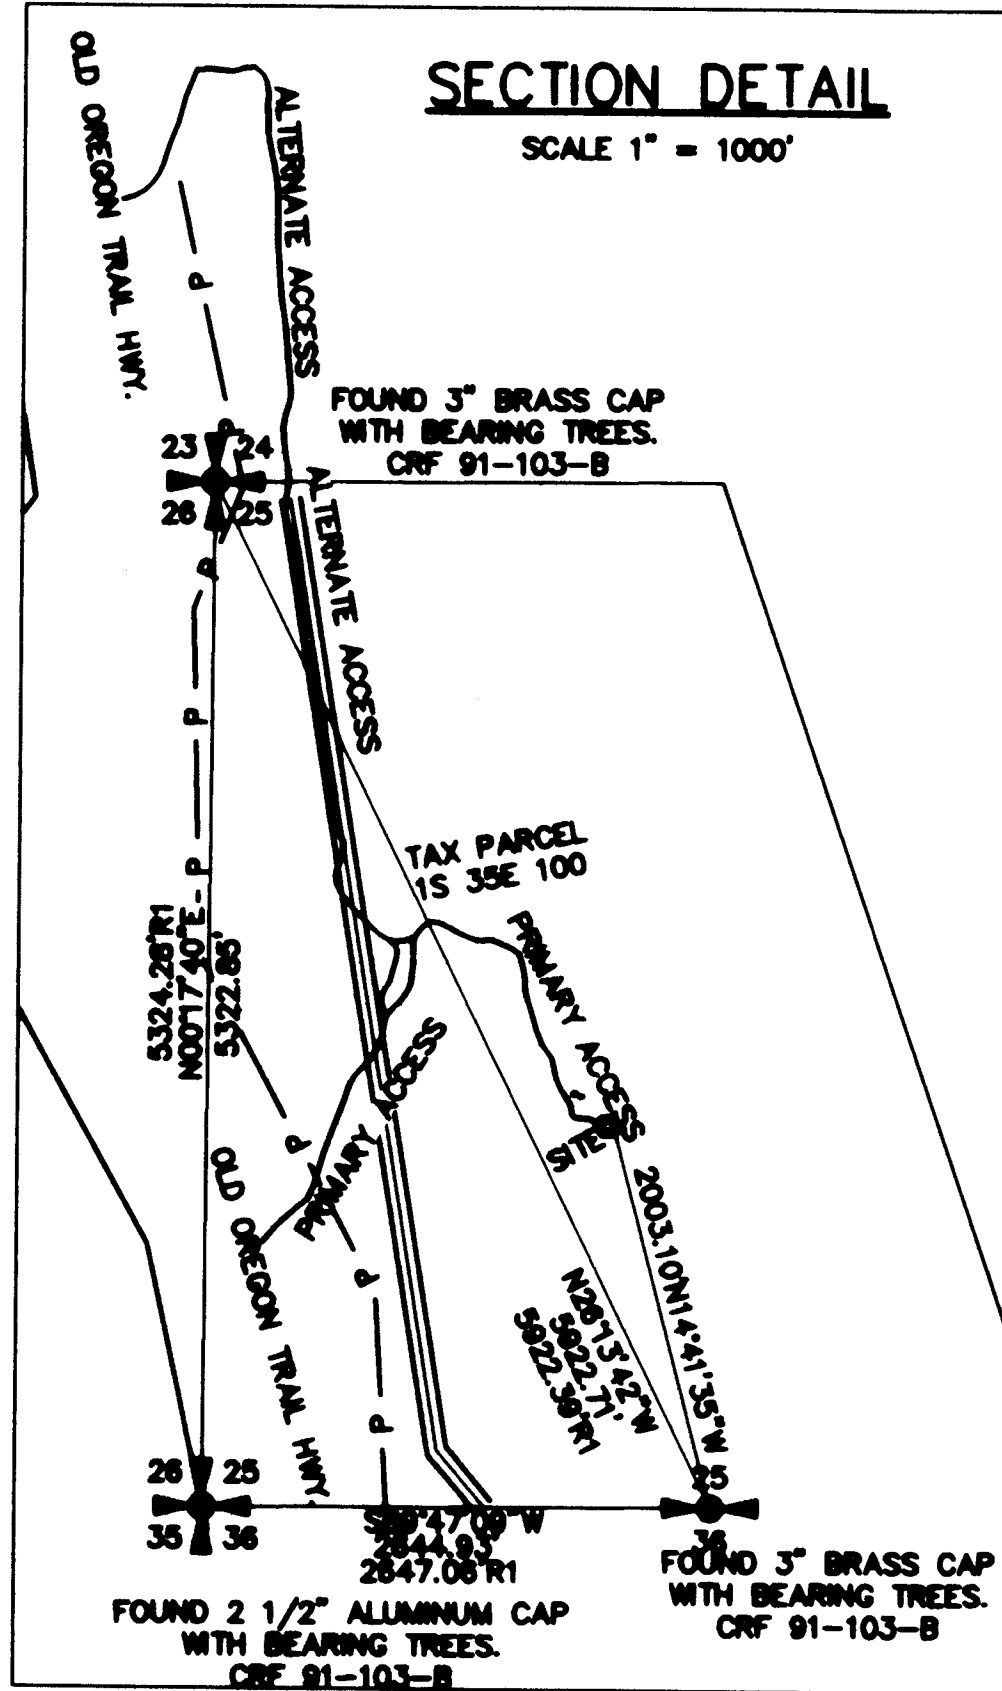 SECTION DETAIL
SCALE 1" = 1000'
OLD OREGON TRAIL HWY.
ALTERNATE ACCESS
P
FOUND 3" BRASS CAP
WITH BEARING TREES.
CRF 91-103-B
P
23 24
26 25
ALTERNATE ACCESS
P
P
TAX PARCEL
1S 35E 100
P
5324.28'R1
N00°17'40"E
5322.85'
PRIMARY ACCESS
PRIMARY ACCESS
SITE
P
OLD OREGON TRAIL HWY.
P
2003.10
N14°41'35"W
N26°13'42"W
5922.71'
5922.39'R1
P
26 25
35 36
25
36
S89°47'09"W
2644.93'
2647.06'R1
FOUND 3" BRASS CAP
WITH BEARING TREES.
CRF 91-103-B
FOUND 2 1/2" ALUMINUM CAP
WITH BEARING TREES.
CRF 91-103-B